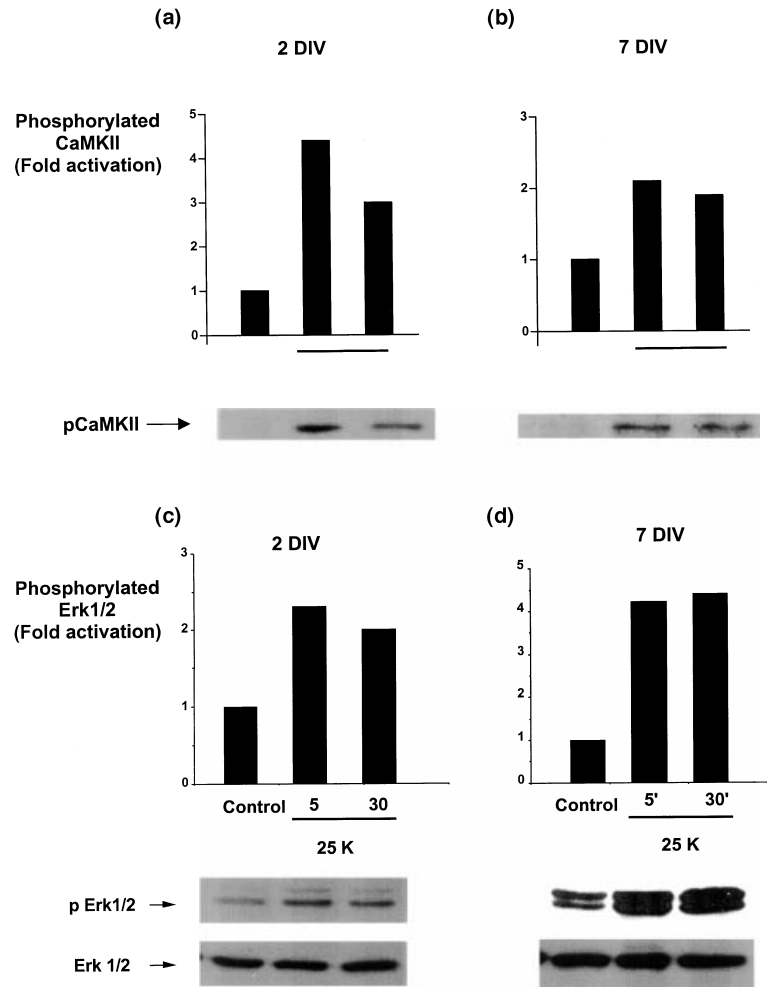 (a)
(b)
2 DIV
7 DIV
Phosphorylated
CaMKII
(Fold activation)
5
4
3
2
1
0
3
2
1
0
pCaMKII
(c)
(d)
2 DIV
7 DIV
Phosphorylated
Erk1/2
(Fold activation)
3
2
1
0
5
4
3
2
1
0
Control 5 30
Control 5' 30'
25 K
25 K
p Erk1/2
Erk 1/2